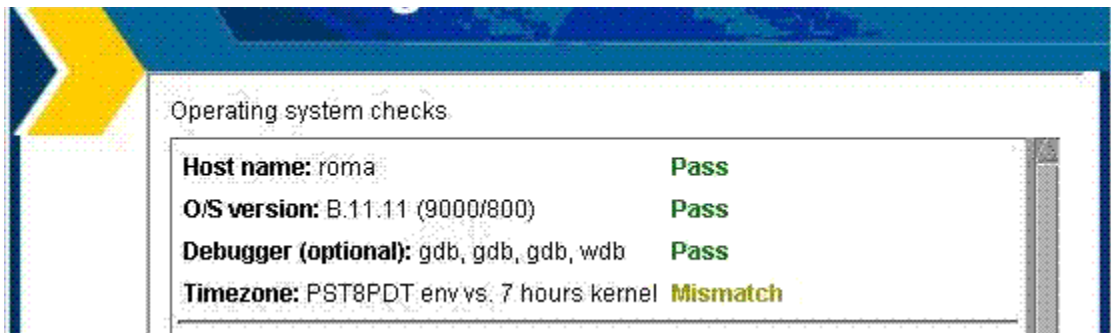 Operating system checks
Host name: roma Pass
O/S version: B.11.11 (9000/800) Pass
Debugger (optional): gdb, gdb, gdb, wdb Pass
Timezone: PST8PDT env vs. 7 hours kernel Mismatch